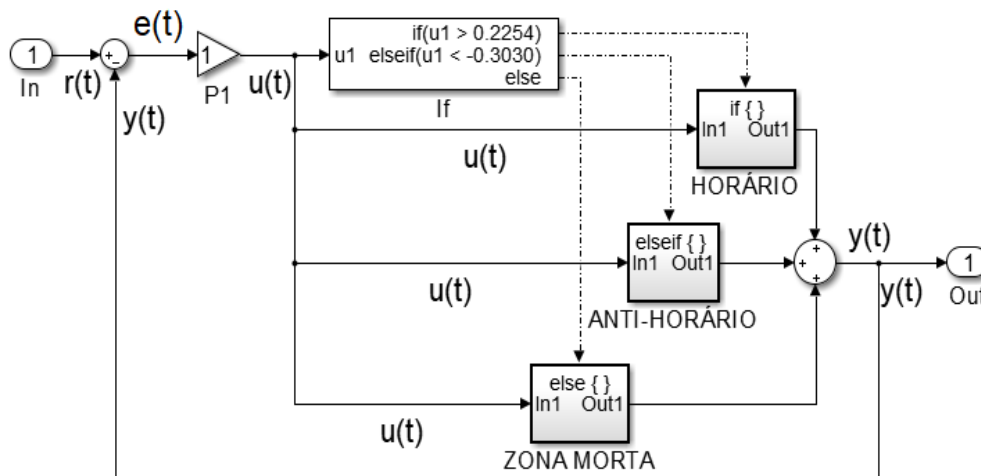 1
In
r(t)
e(t)
y(t)
1
P1
u(t)
u1
if(u1 > 0.2254)
elseif(u1 < -0.3030)
else
If
u(t)
if { }
In1 Out1
HORÁRIO
u(t)
elseif { }
In1 Out1
ANTI-HORÁRIO
u(t)
else { }
In1 Out1
ZONA MORTA
y(t)
y(t)
1
Out